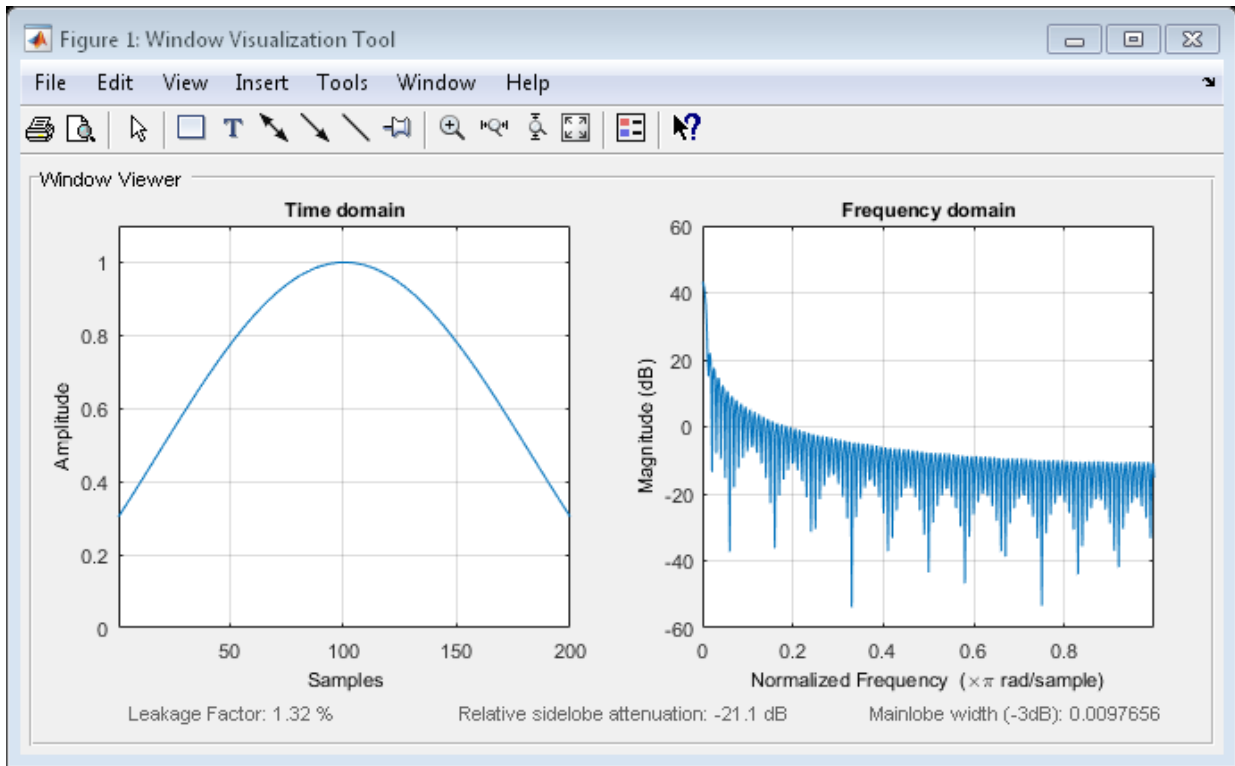 Figure 1: Window Visualization Tool
File Edit View Insert Tools Window Help
T
?
Window Viewer
Time domain
1
0.8
0.6
0.4
0.2
0
50 100 150 200
Amplitude
Samples
Frequency domain
60
40
20
0
-20
-40
-60
0 0.2 0.4 0.6 0.8
Magnitude (dB)
Normalized Frequency (×π rad/sample)
Leakage Factor: 1.32 %
Relative sidelobe attenuation: -21.1 dB
Mainlobe width (-3dB): 0.0097656